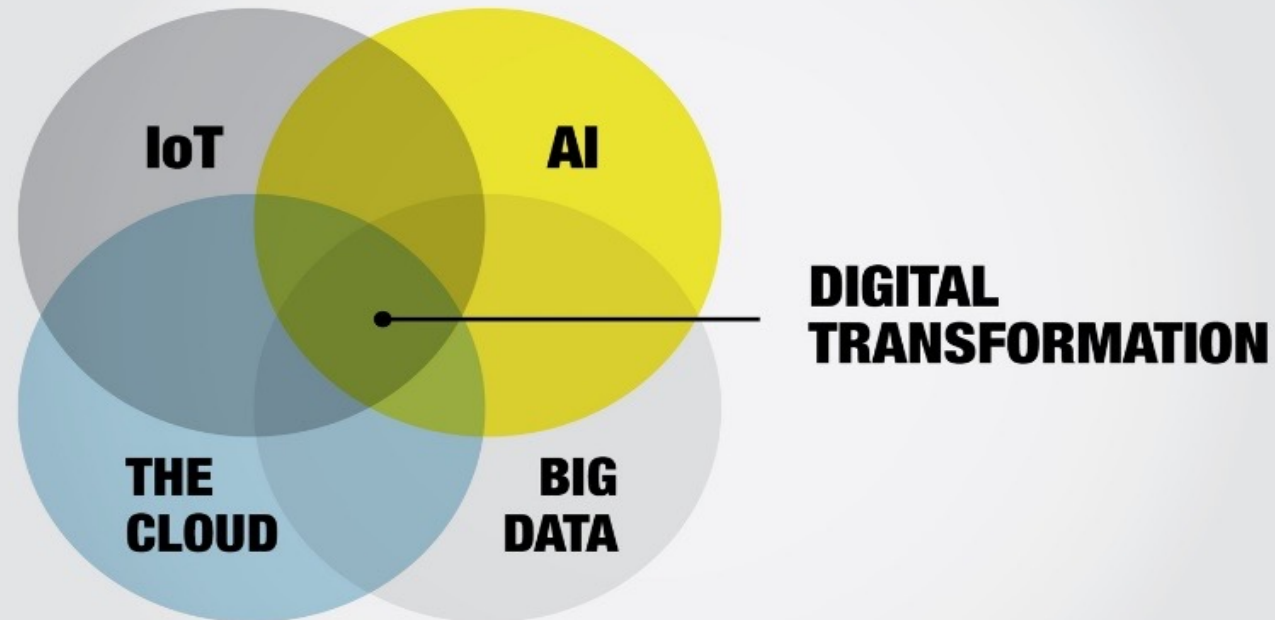 IoT
AI
DIGITAL
TRANSFORMATION
THE
CLOUD
BIG
DATA